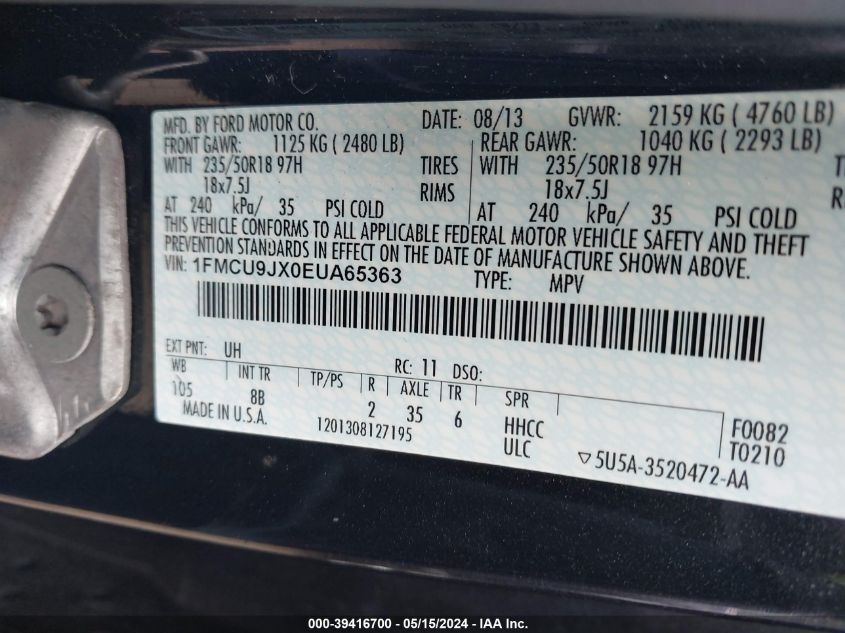 MFD. BY FORD MOTOR CO. DATE: 08/13 GVWR: 2159 KG ( 4760 LB)
FRONT GAWR: 1125 KG ( 2480 LB) REAR GAWR: 1040 KG ( 2293 LB)
WITH 235/50R18 97H TIRES WITH 235/50R18 97H
18x7.5J RIMS 18x7.5J
AT 240 kPa/ 35 PSI COLD AT 240 kPa/ 35 PSI COLD
THIS VEHICLE CONFORMS TO ALL APPLICABLE FEDERAL MOTOR VEHICLE SAFETY AND THEFT
PREVENTION STANDARDS IN EFFECT ON THE DATE OF MANUFACTURE SHOWN ABOVE.
VIN: 1FMCU9JX0EUA65363 TYPE: MPV
EXT PNT: UH RC: 11 DSO:
WB INT TR TP/PS R AXLE TR SPR
105 8B 2 35 6 HHCC F0082
MADE IN U.S.A. 1201308127195 ULC T0210
▽5U5A-3520472-AA
000-39416700 - 05/15/2024 - IAA Inc.